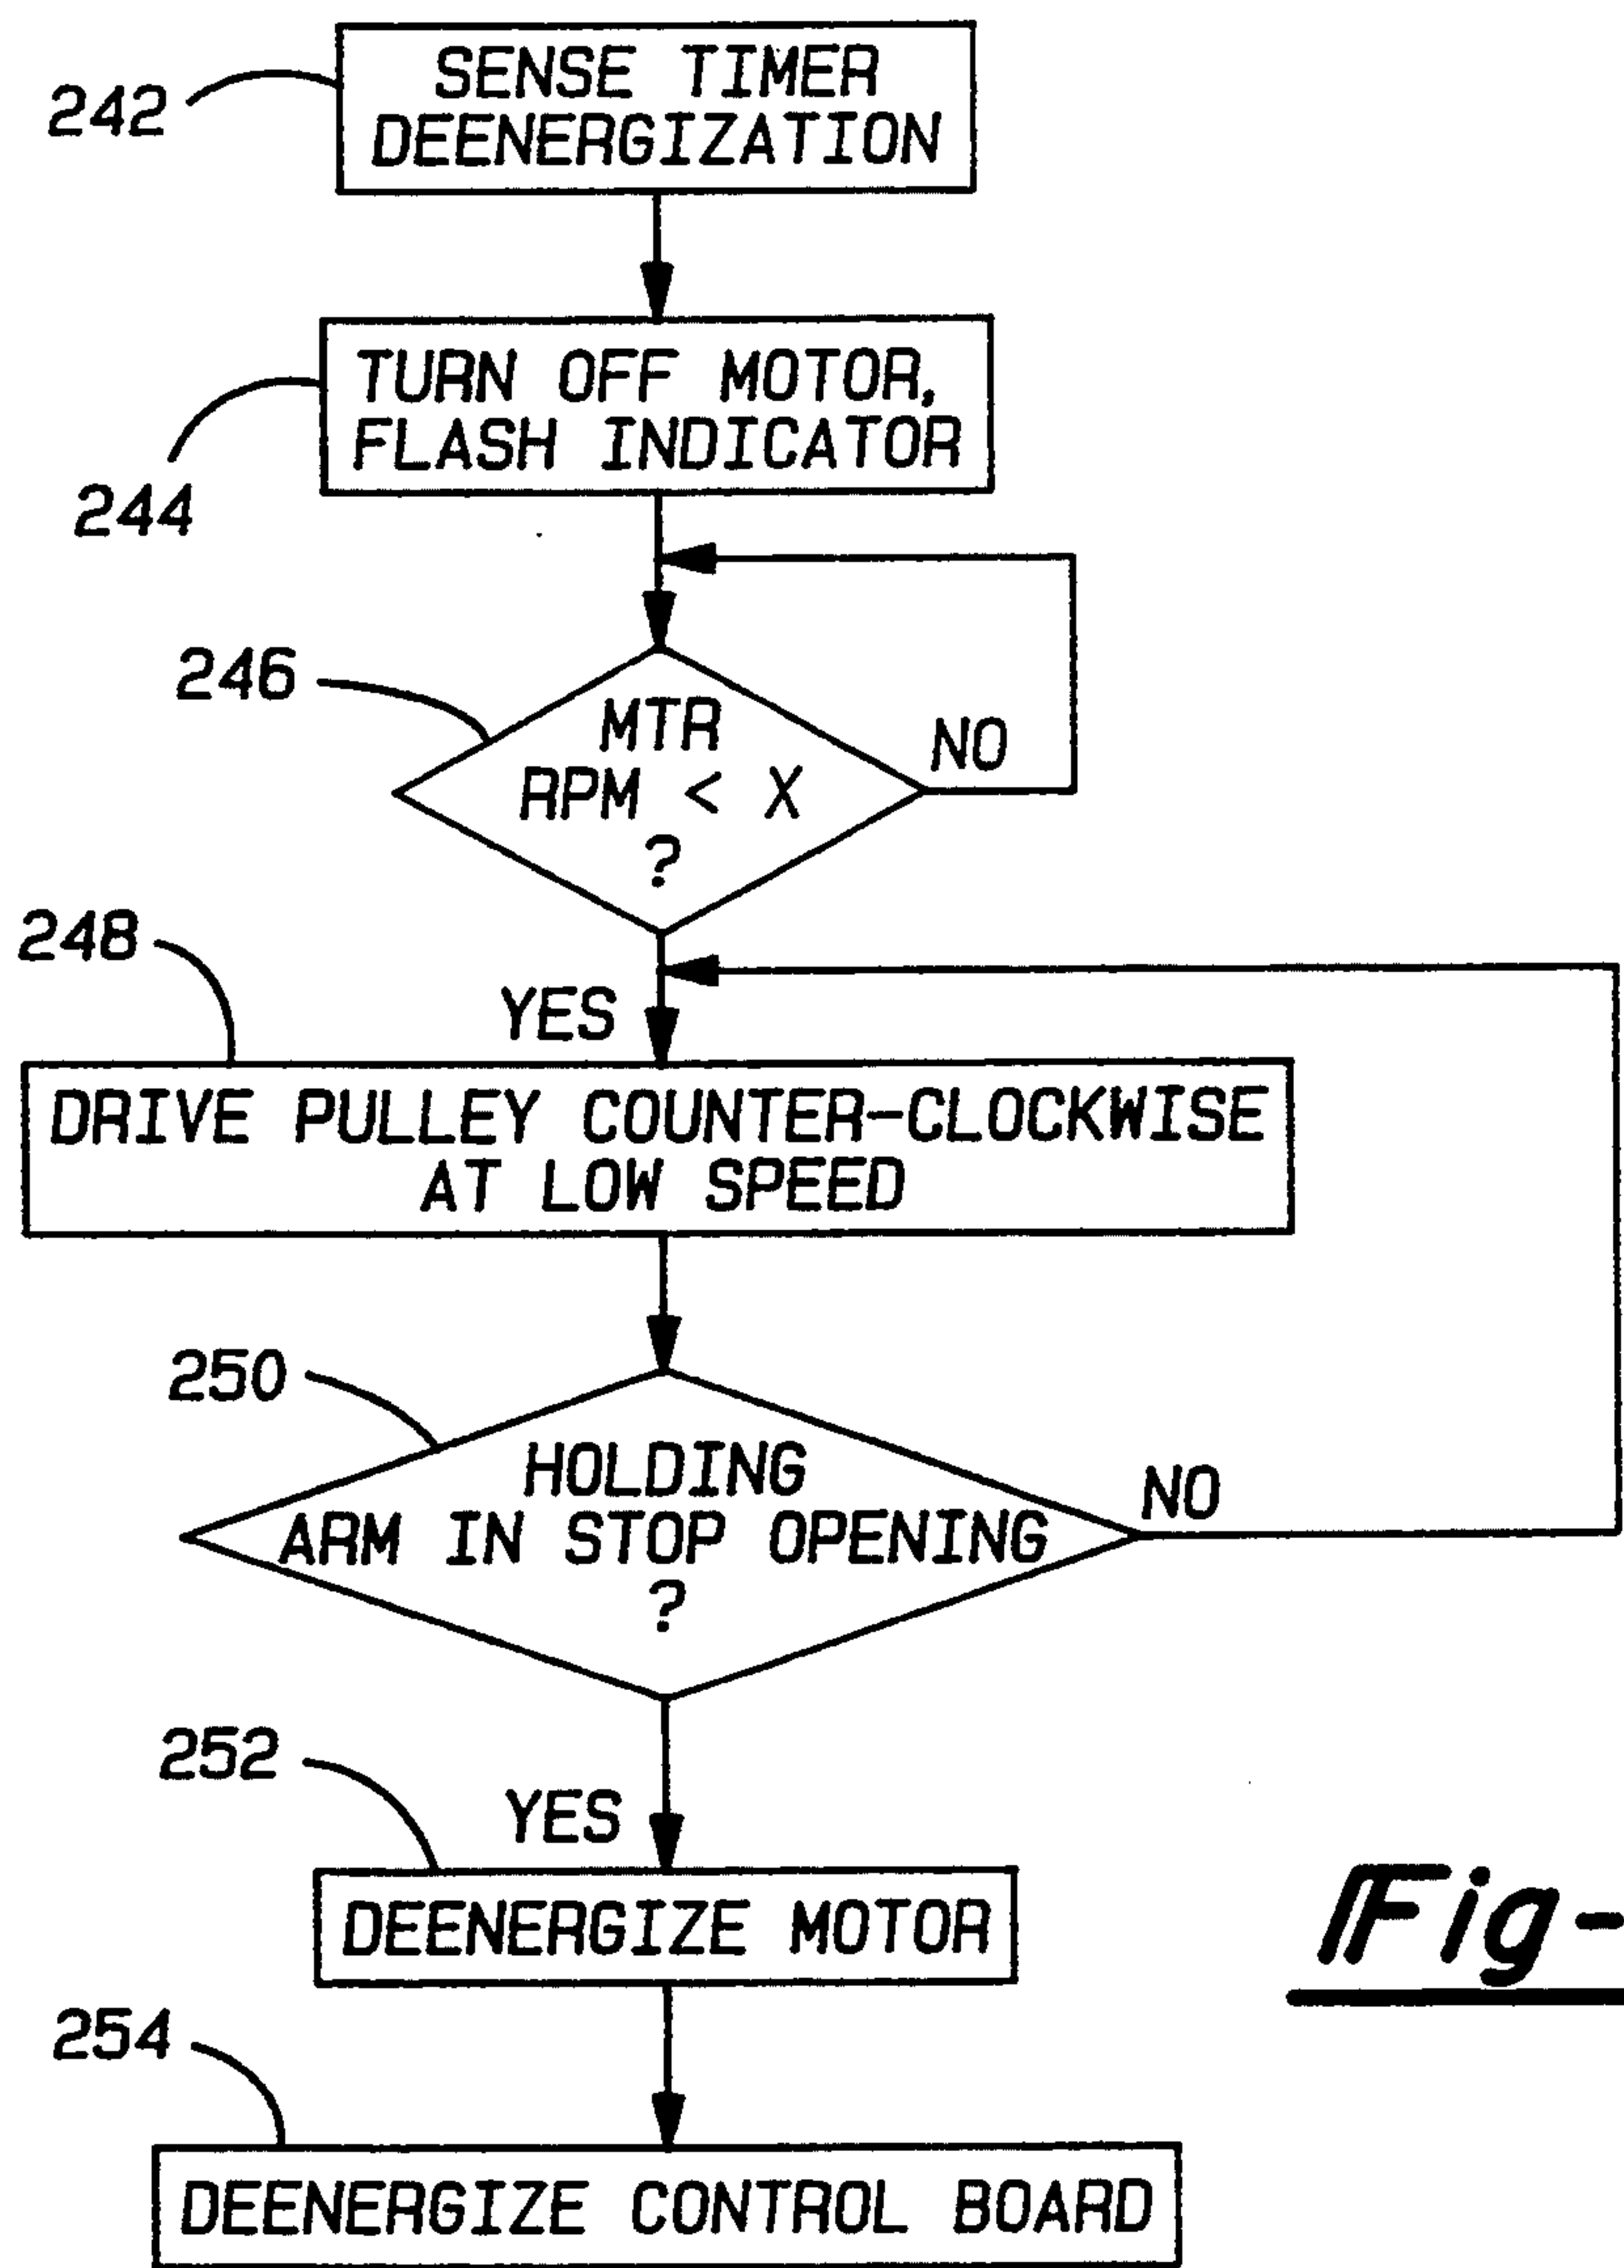 242
SENSE TIMER
DEENERGIZATION
244
TURN OFF MOTOR,
FLASH INDICATOR
246
MTR
RPM < X
?
NO
248
YES
DRIVE PULLEY COUNTER-CLOCKWISE
AT LOW SPEED
250
HOLDING
ARM IN STOP OPENING
?
NO
252
YES
DEENERGIZE MOTOR
Fig-
254
DEENERGIZE CONTROL BOARD